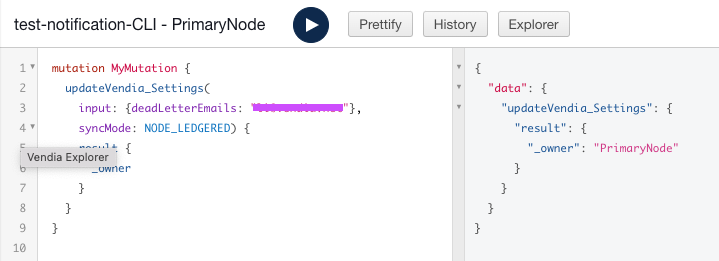 test-notification-CLI - PrimaryNode
Prettify
History
Explorer
1 mutation MyMutation {
2 updateVendia_Settings(
3 input: {deadLetterEmails: ""},
4 syncMode: NODE_LEDGERED) {
5 result {
Vendia Explorer
6 _owner
7 }
8 }
9 }
10
{
"data": {
"updateVendia_Settings": {
"result": {
"_owner": "PrimaryNode"
}
}
}
}